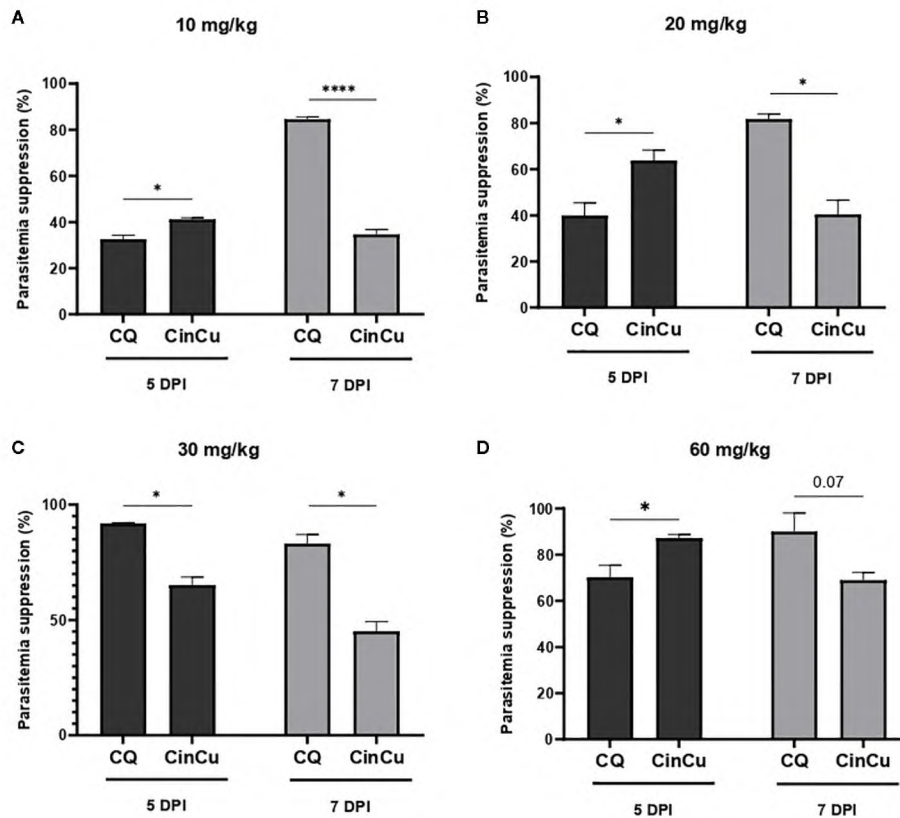 A
10 mg/kg
Parasitemia suppression (%)
100
80
60
40
20
0
*
****
CQ CinCu CQ CinCu
5 DPI 7 DPI
B
20 mg/kg
Parasitemia suppression (%)
100
80
60
40
20
0
*
*
CQ CinCu CQ CinCu
5 DPI 7 DPI
C
30 mg/kg
Parasitemia suppression (%)
100
50
0
*
*
CQ CinCu CQ CinCu
5 DPI 7 DPI
D
60 mg/kg
Parasitemia suppression (%)
100
80
60
40
20
0
*
0.07
CQ CinCu CQ CinCu
5 DPI 7 DPI